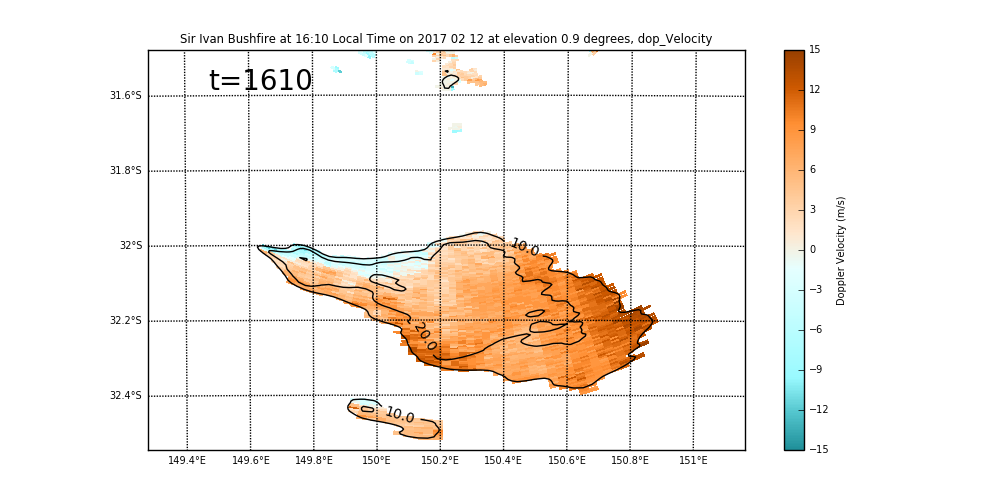 Sir Ivan Bushfire at 16:10 Local Time on 2017 02 12 at elevation 0.9 degrees, dop_Velocity
t=1610
31.6°S
31.8°S
32°S
32.2°S
32.4°S
149.4°E 149.6°E 149.8°E 150°E 150.2°E 150.4°E 150.6°E 150.8°E 151°E
10.0
20.0
10.0
15
12
9
6
3
0
−3
−6
−9
−12
−15
Doppler Velocity (m/s)